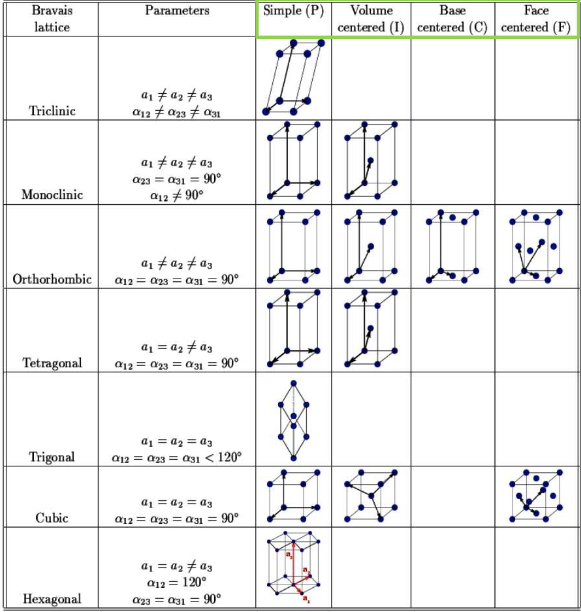 Bravais lattice
Parameters
Simple (P)
Volume centered (I)
Base centered (C)
Face centered (F)
Triclinic
a₁ ≠ a₂ ≠ a₃
α₁₂ ≠ α₂₃ ≠ α₃₁
Monoclinic
a₁ ≠ a₂ ≠ a₃
α₂₃ = α₃₁ = 90°
α₁₂ ≠ 90°
Orthorhombic
a₁ ≠ a₂ ≠ a₃
α₁₂ = α₂₃ = α₃₁ = 90°
Tetragonal
a₁ = a₂ ≠ a₃
α₁₂ = α₂₃ = α₃₁ = 90°
Trigonal
a₁ = a₂ = a₃
α₁₂ = α₂₃ = α₃₁ < 120°
Cubic
a₁ = a₂ = a₃
α₁₂ = α₂₃ = α₃₁ = 90°
Hexagonal
a₁ = a₂ ≠ a₃
α₁₂ = 120°
α₂₃ = α₃₁ = 90°